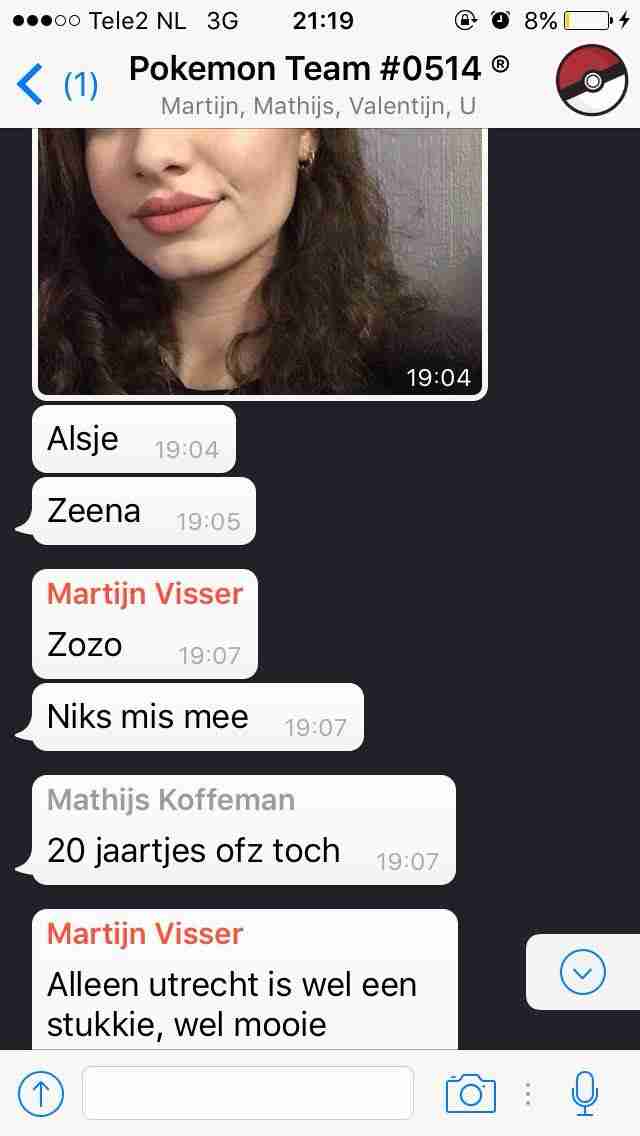 Tele2 NL 3G 21:19 8%
(1) Pokemon Team #0514 ®
Martijn, Mathijs, Valentijn, U
19:04
Alsje 19:04
Zeena 19:05
Martijn Visser
Zozo 19:07
Niks mis mee 19:07
Mathijs Koffeman
20 jaartjes ofz toch 19:07
Martijn Visser
Alleen utrecht is wel een
stukkie, wel mooie